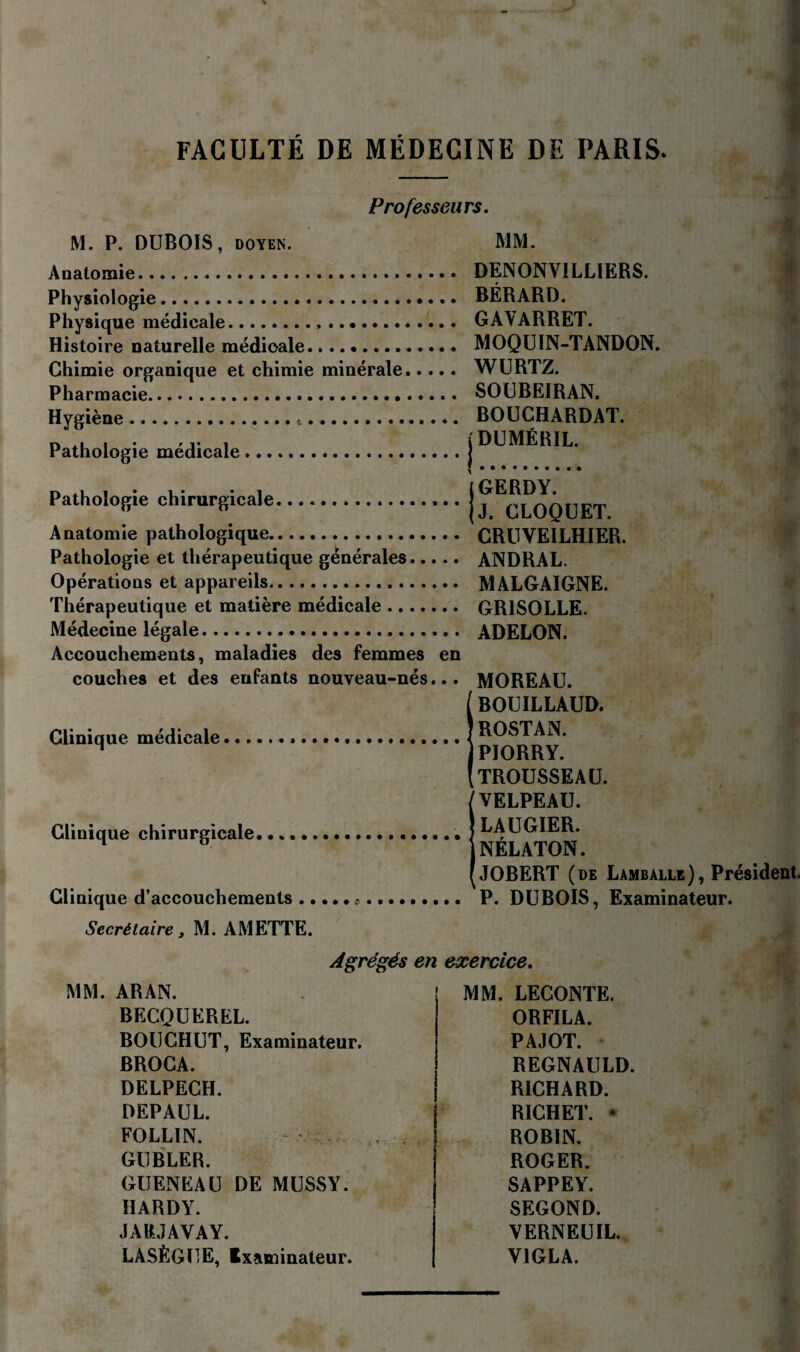 FACULTÉ DE MÉDECINE DE PARIS.
Professeurs.
M. P. DUBOIS, DOYEN. MM.
Anatomie........ DENONVILLIERS.
Physiologie........ BÉRARD.
Physique médicale........ GAVARRET.
Histoire naturelle médicale........ MOQUIN-TANDON.
Chimie organique et chimie minérale..... WURTZ.
Pharmacie........ SOUBEIRAN.
Hygiène........ BOUCHARDAT.
Pathologie médicale........ DUMÉRIL.
..........
Pathologie chirurgicale........ GERDY.
J. CLOQUET.
Anatomie pathologique........ CRUVEILHIER.
Pathologie et thérapeutique générales..... ANDRAL.
Opérations et appareils........ MALGAIGNE.
Thérapeutique et matière médicale....... GRISOLLE.
Médecine légale........ ADELON.
Accouchements, maladies des femmes en
couches et des enfants nouveau-nés... MOREAU.
Clinique médicale........ BOUILLAUD.
ROSTAN.
PIORRY.
TROUSSEAU.
Clinique chirurgicale........ VELPEAU.
LAUGIER.
NÉLATON.
JOBERT (DE LAMBALLE), Président.
Clinique d'accouchements........ P. DUBOIS, Examinateur.
Secrétaire, M. AMETTE.
Agrégés en exercice.
MM. ARAN.
BECQUEREL.
BOUCHUT, Examinateur.
BROCA.
DELPECH.
DEPAUL.
FOLLIN.
GUBLER.
GUENEAU DE MUSSY.
HARDY.
JARJAVAY.
LASÈGUE, Examinateur.
MM. LECONTE.
ORFILA.
PAJOT.
REGNAULD.
RICHARD.
RICHET.
ROBIN.
ROGER.
SAPPEY.
SEGOND.
VERNEUIL.
VIGLA.